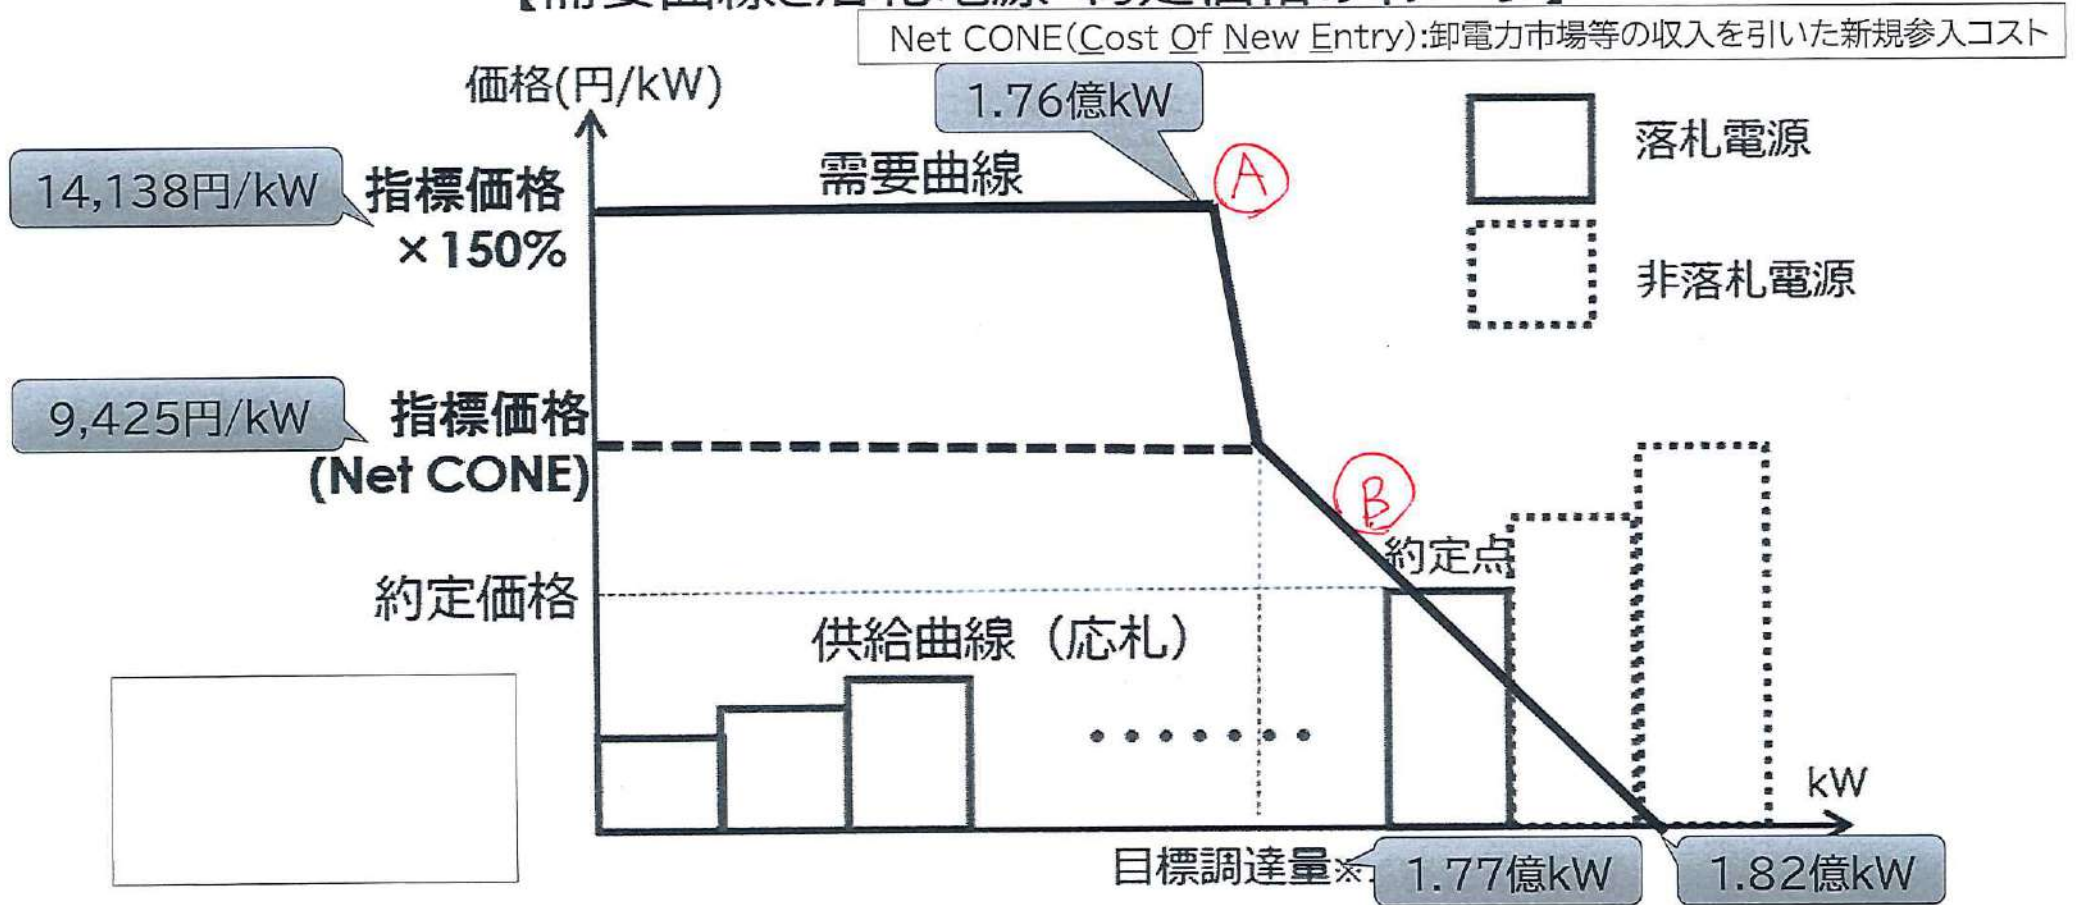 Net CONE(Cost Of New Entry):卸電力市場等の収入を引いた新規参入コスト
価格(円/kW)
1.76億kW
落札電源
需要曲線
A
14,138円/kW
指標価格
×150%
非落札電源
9,425円/kW
指標価格
(Net CONE)
B
約定点
約定価格
供給曲線（応札）
kW
目標調達量※
1.77億kW
1.82億kW